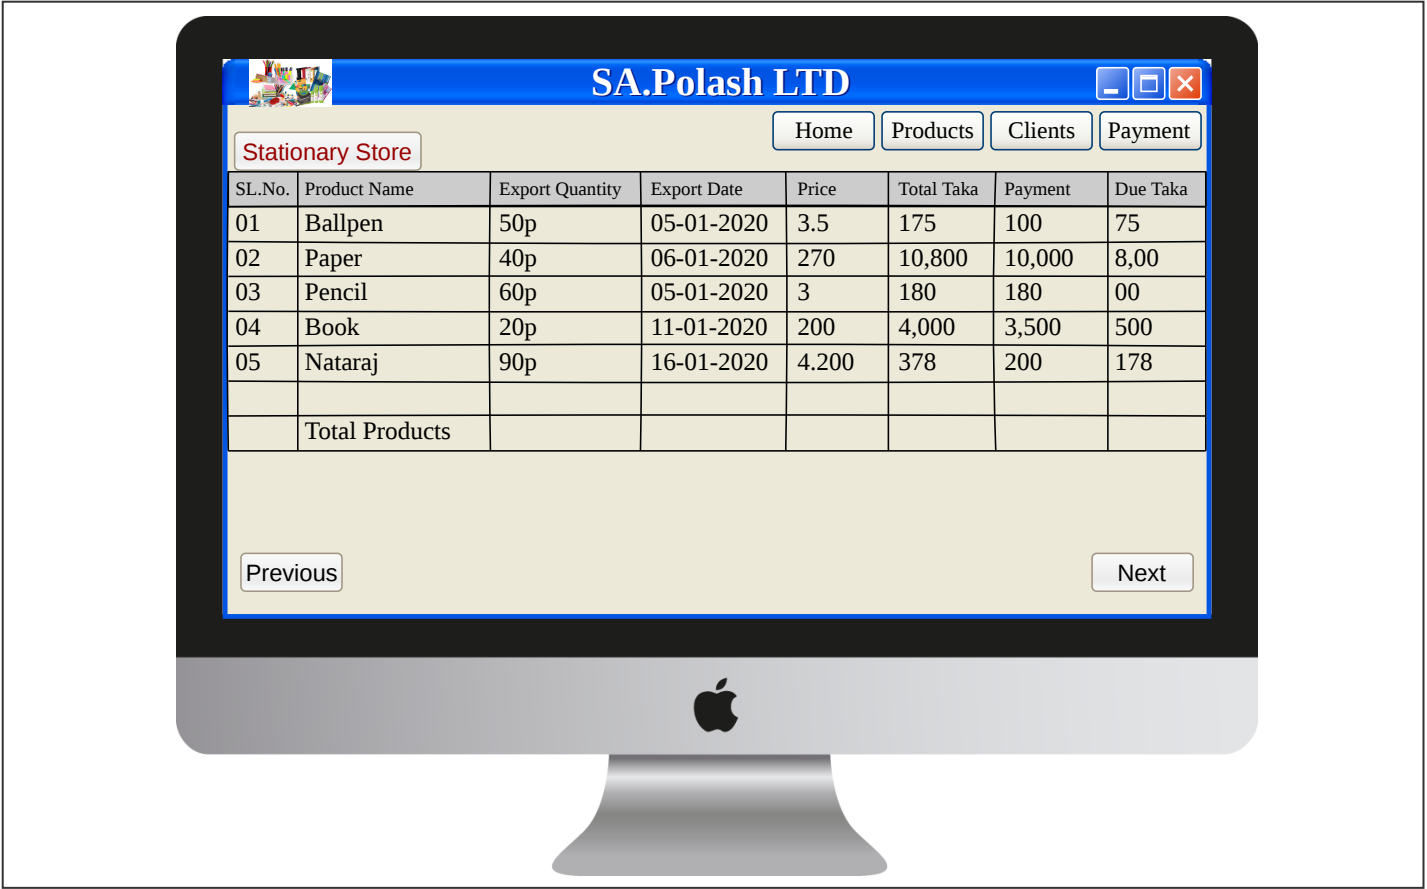 SA.Polash LTD
Home Products Clients Payment
Stationary Store
SL.No. Product Name Export Quantity Export Date Price Total Taka Payment Due Taka
01 Ballpen 50p 05-01-2020 3.5 175 100 75
02 Paper 40p 06-01-2020 270 10,800 10,000 8,00
03 Pencil 60p 05-01-2020 3 180 180 00
04 Book 20p 11-01-2020 200 4,000 3,500 500
05 Nataraj 90p 16-01-2020 4.200 378 200 178
Total Products
Previous Next